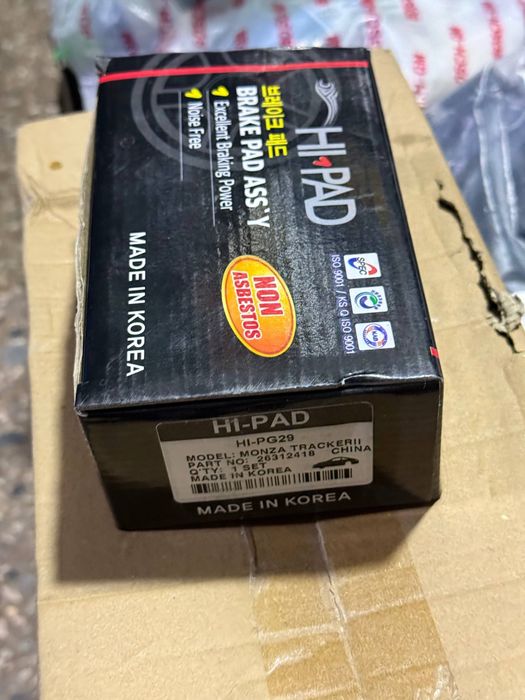 HI PAD
브레이크 패드
BRAKE PAD ASS`Y
Excellent Braking Power
Noise Free
SPEC
ISO 9001 / KS Q ISO 9001
NON
ASBESTOS
MADE IN KOREA
HI-PAD
HI-PG29
MODEL: MONZA TRACKERII
PART NO: 26312418 CHINA
Q'TY: 1 SET
MADE IN KOREA
MADE IN KOREA